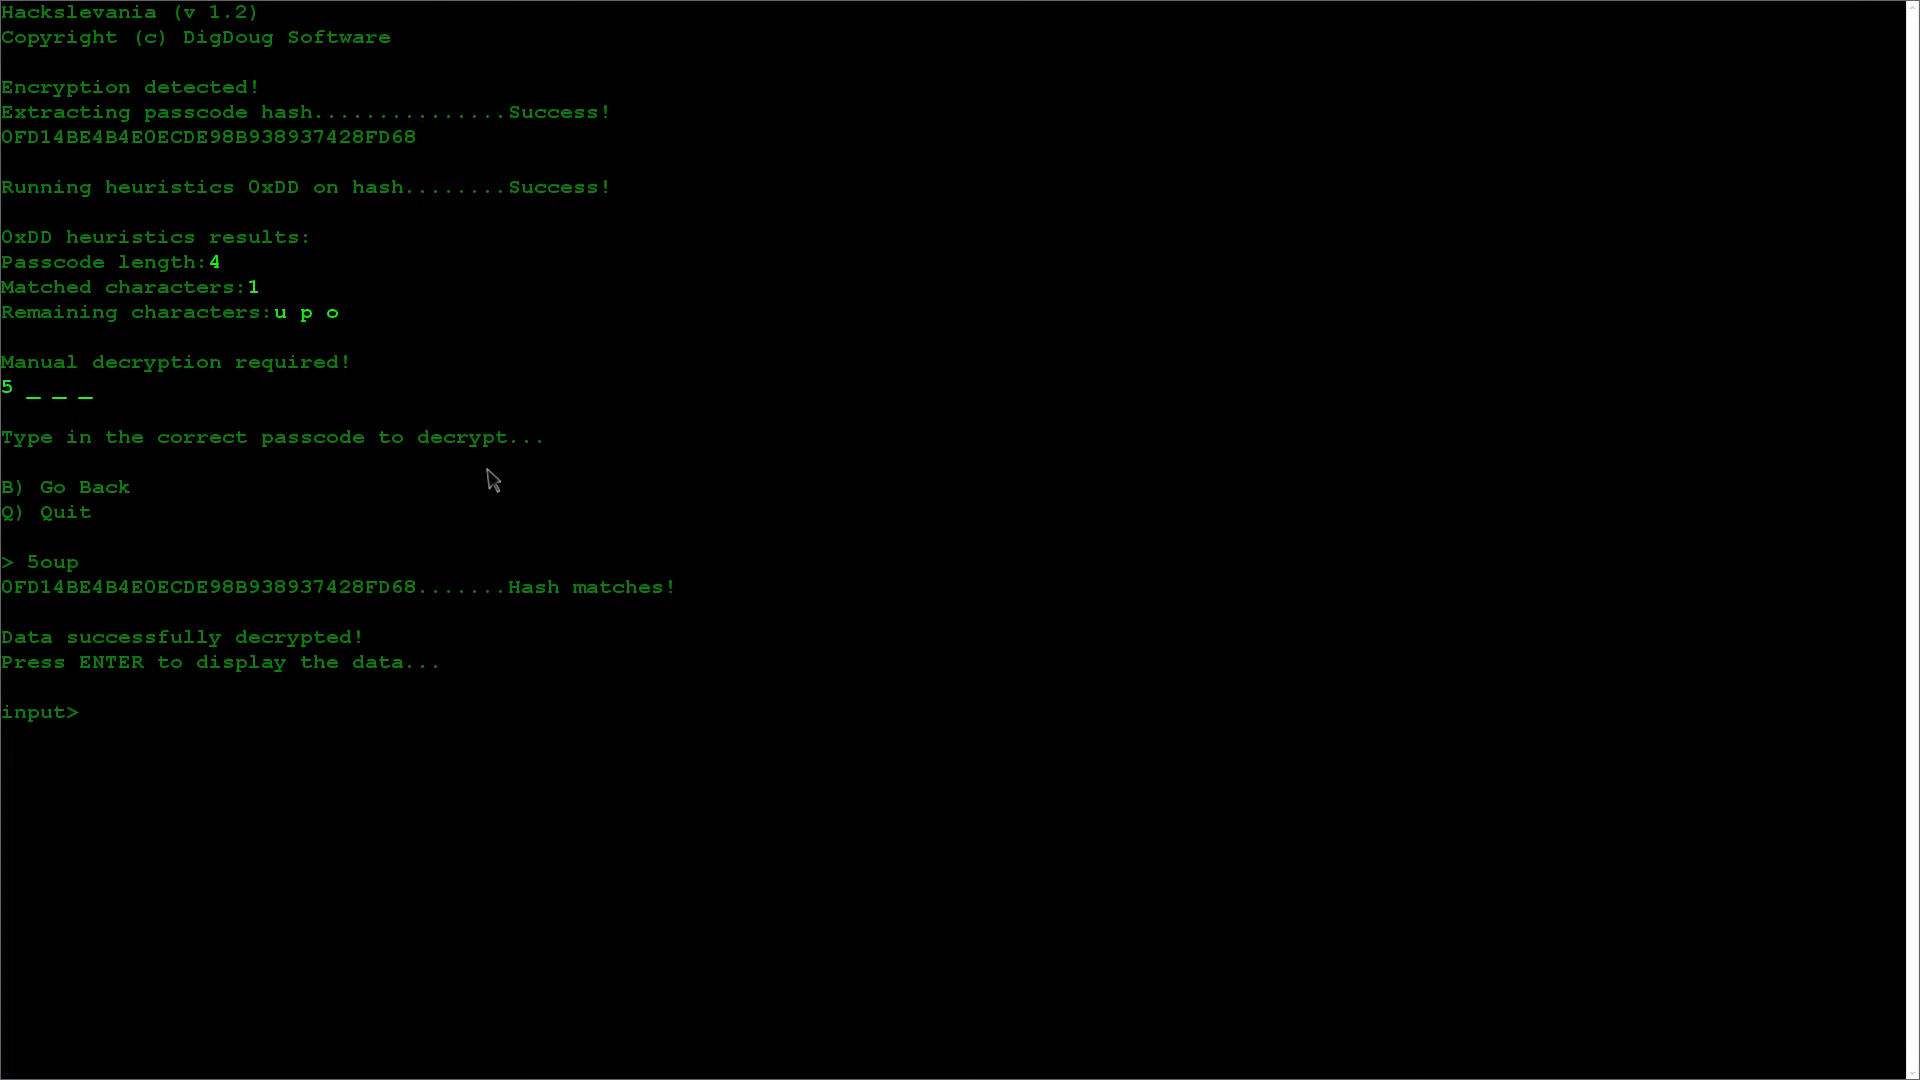 Hackslevania (v 1.2)
Copyright (c) DigDoug Software
Encryption detected!
Extracting passcode hash...............Success!
0FD14BE4B4E0ECDE98B938937428FD68
Running heuristics 0xDD on hash........Success!
0xDD heuristics results:
Passcode length:4
Matched characters:1
Remaining characters:u p o
Manual decryption required!
5 _ _ _
Type in the correct passcode to decrypt...
B) Go Back
Q) Quit
> 5oup
0FD14BE4B4E0ECDE98B938937428FD68.......Hash matches!
Data successfully decrypted!
Press ENTER to display the data...
input>